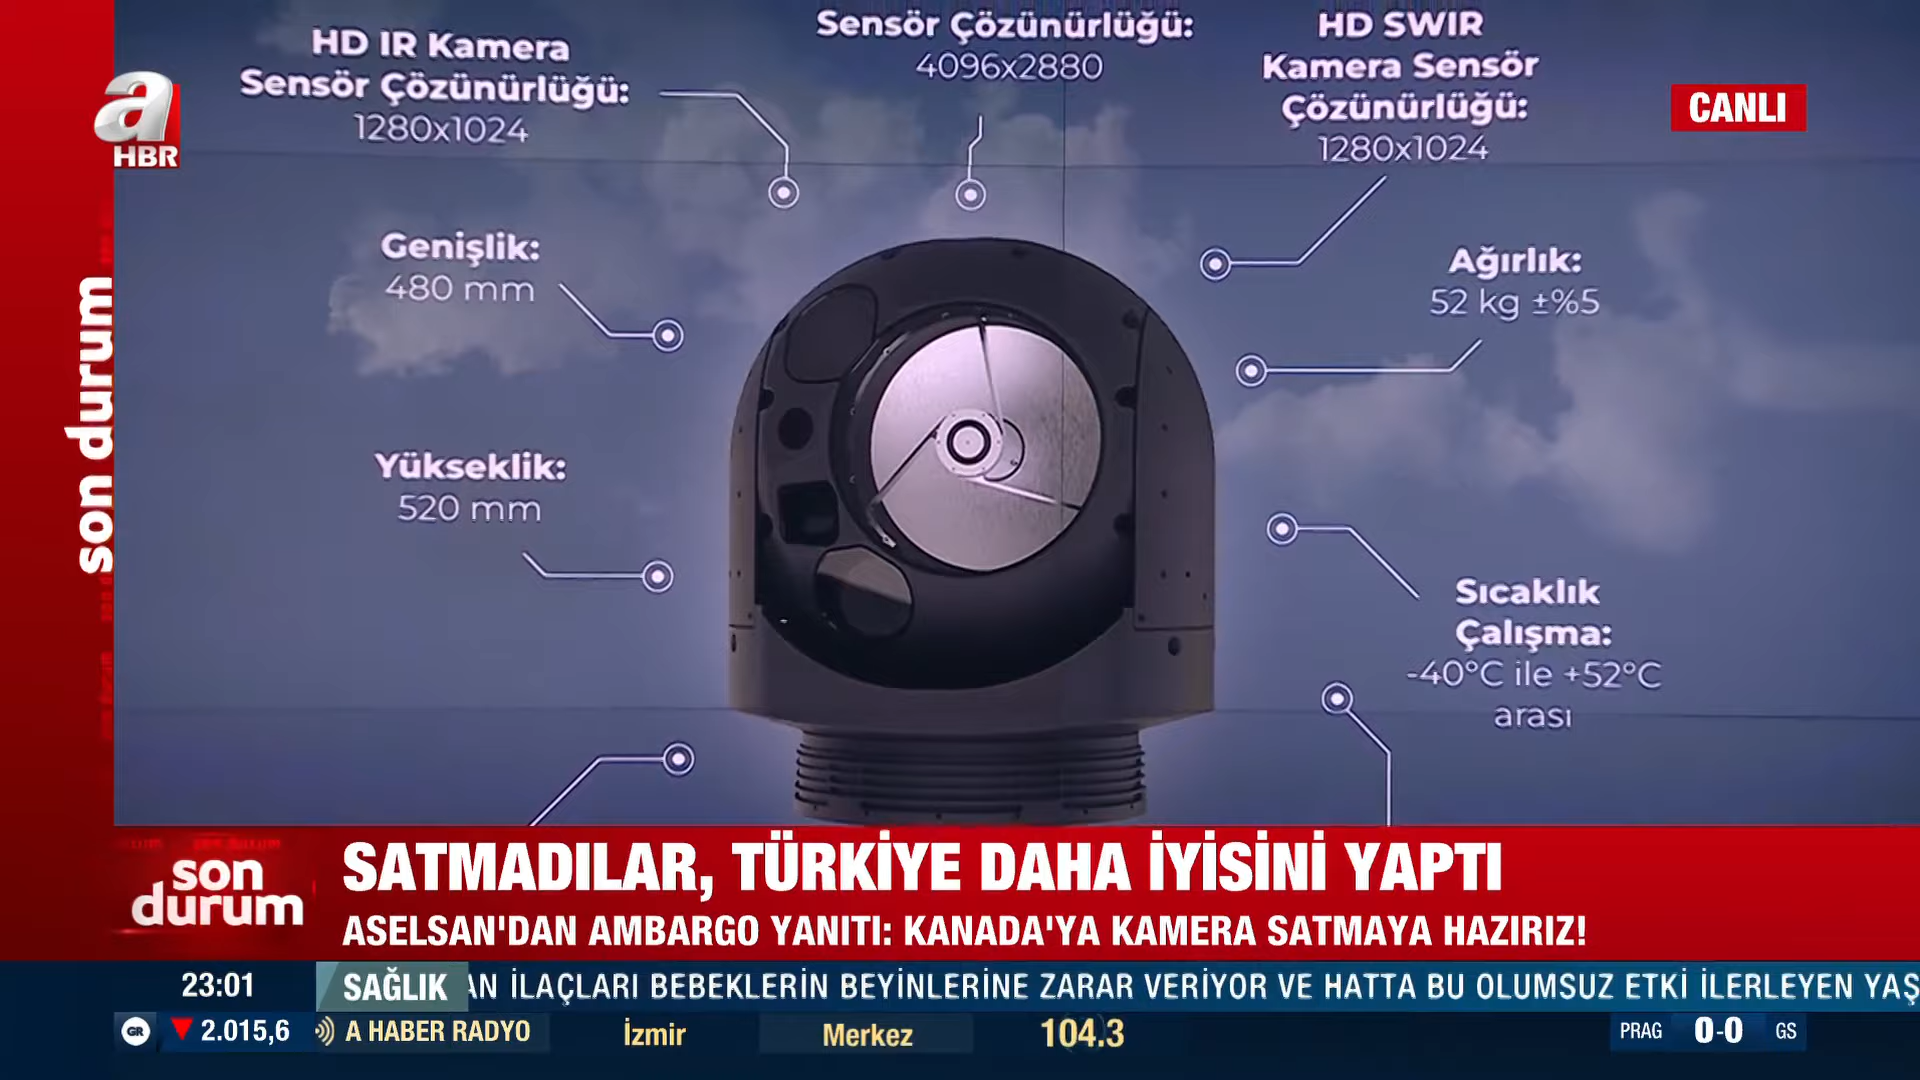 HD IR Kamera
Sensör Çözünürlüğü:
1280x1024
Sensör Çözünürlüğü:
4096x2880
HD SWIR
Kamera Sensör
Çözünürlüğü:
1280x1024
a
HBR
CANLI
Genişlik:
480 mm
Ağırlık:
52 kg ±%5
Yükseklik:
520 mm
Sıcaklık
Çalışma:
-40°C ile +52°C
arası
son durum
son
durum
SATMADILAR, TÜRKİYE DAHA İYİSİNİ YAPTI
ASELSAN'DAN AMBARGO YANITI: KANADA'YA KAMERA SATMAYA HAZIRIZ!
23:01
SAĞLIK
AN İLAÇLARI BEBEKLERİN BEYİNLERİNE ZARAR VERİYOR VE HATTA BU OLUMSUZ ETKİ İLERLEYEN YAŞ
GR
2.015,6
A HABER RADYO
İzmir
Merkez
104.3
PRAG
0-0
GS